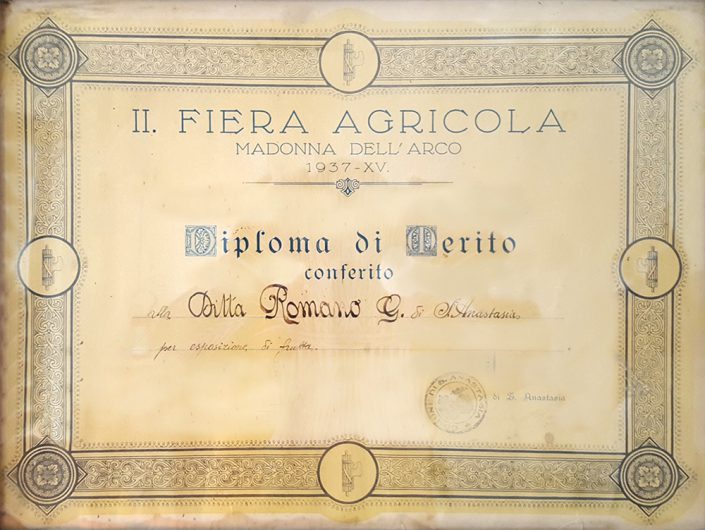 II. FIERA AGRICOLA
MADONNA DELL'ARCO
1937-XV.
Diploma di Merito
conferito
alla Ditta Romano G. di S. Anastasia
per esposizione di frutta.
di S. Anastasia